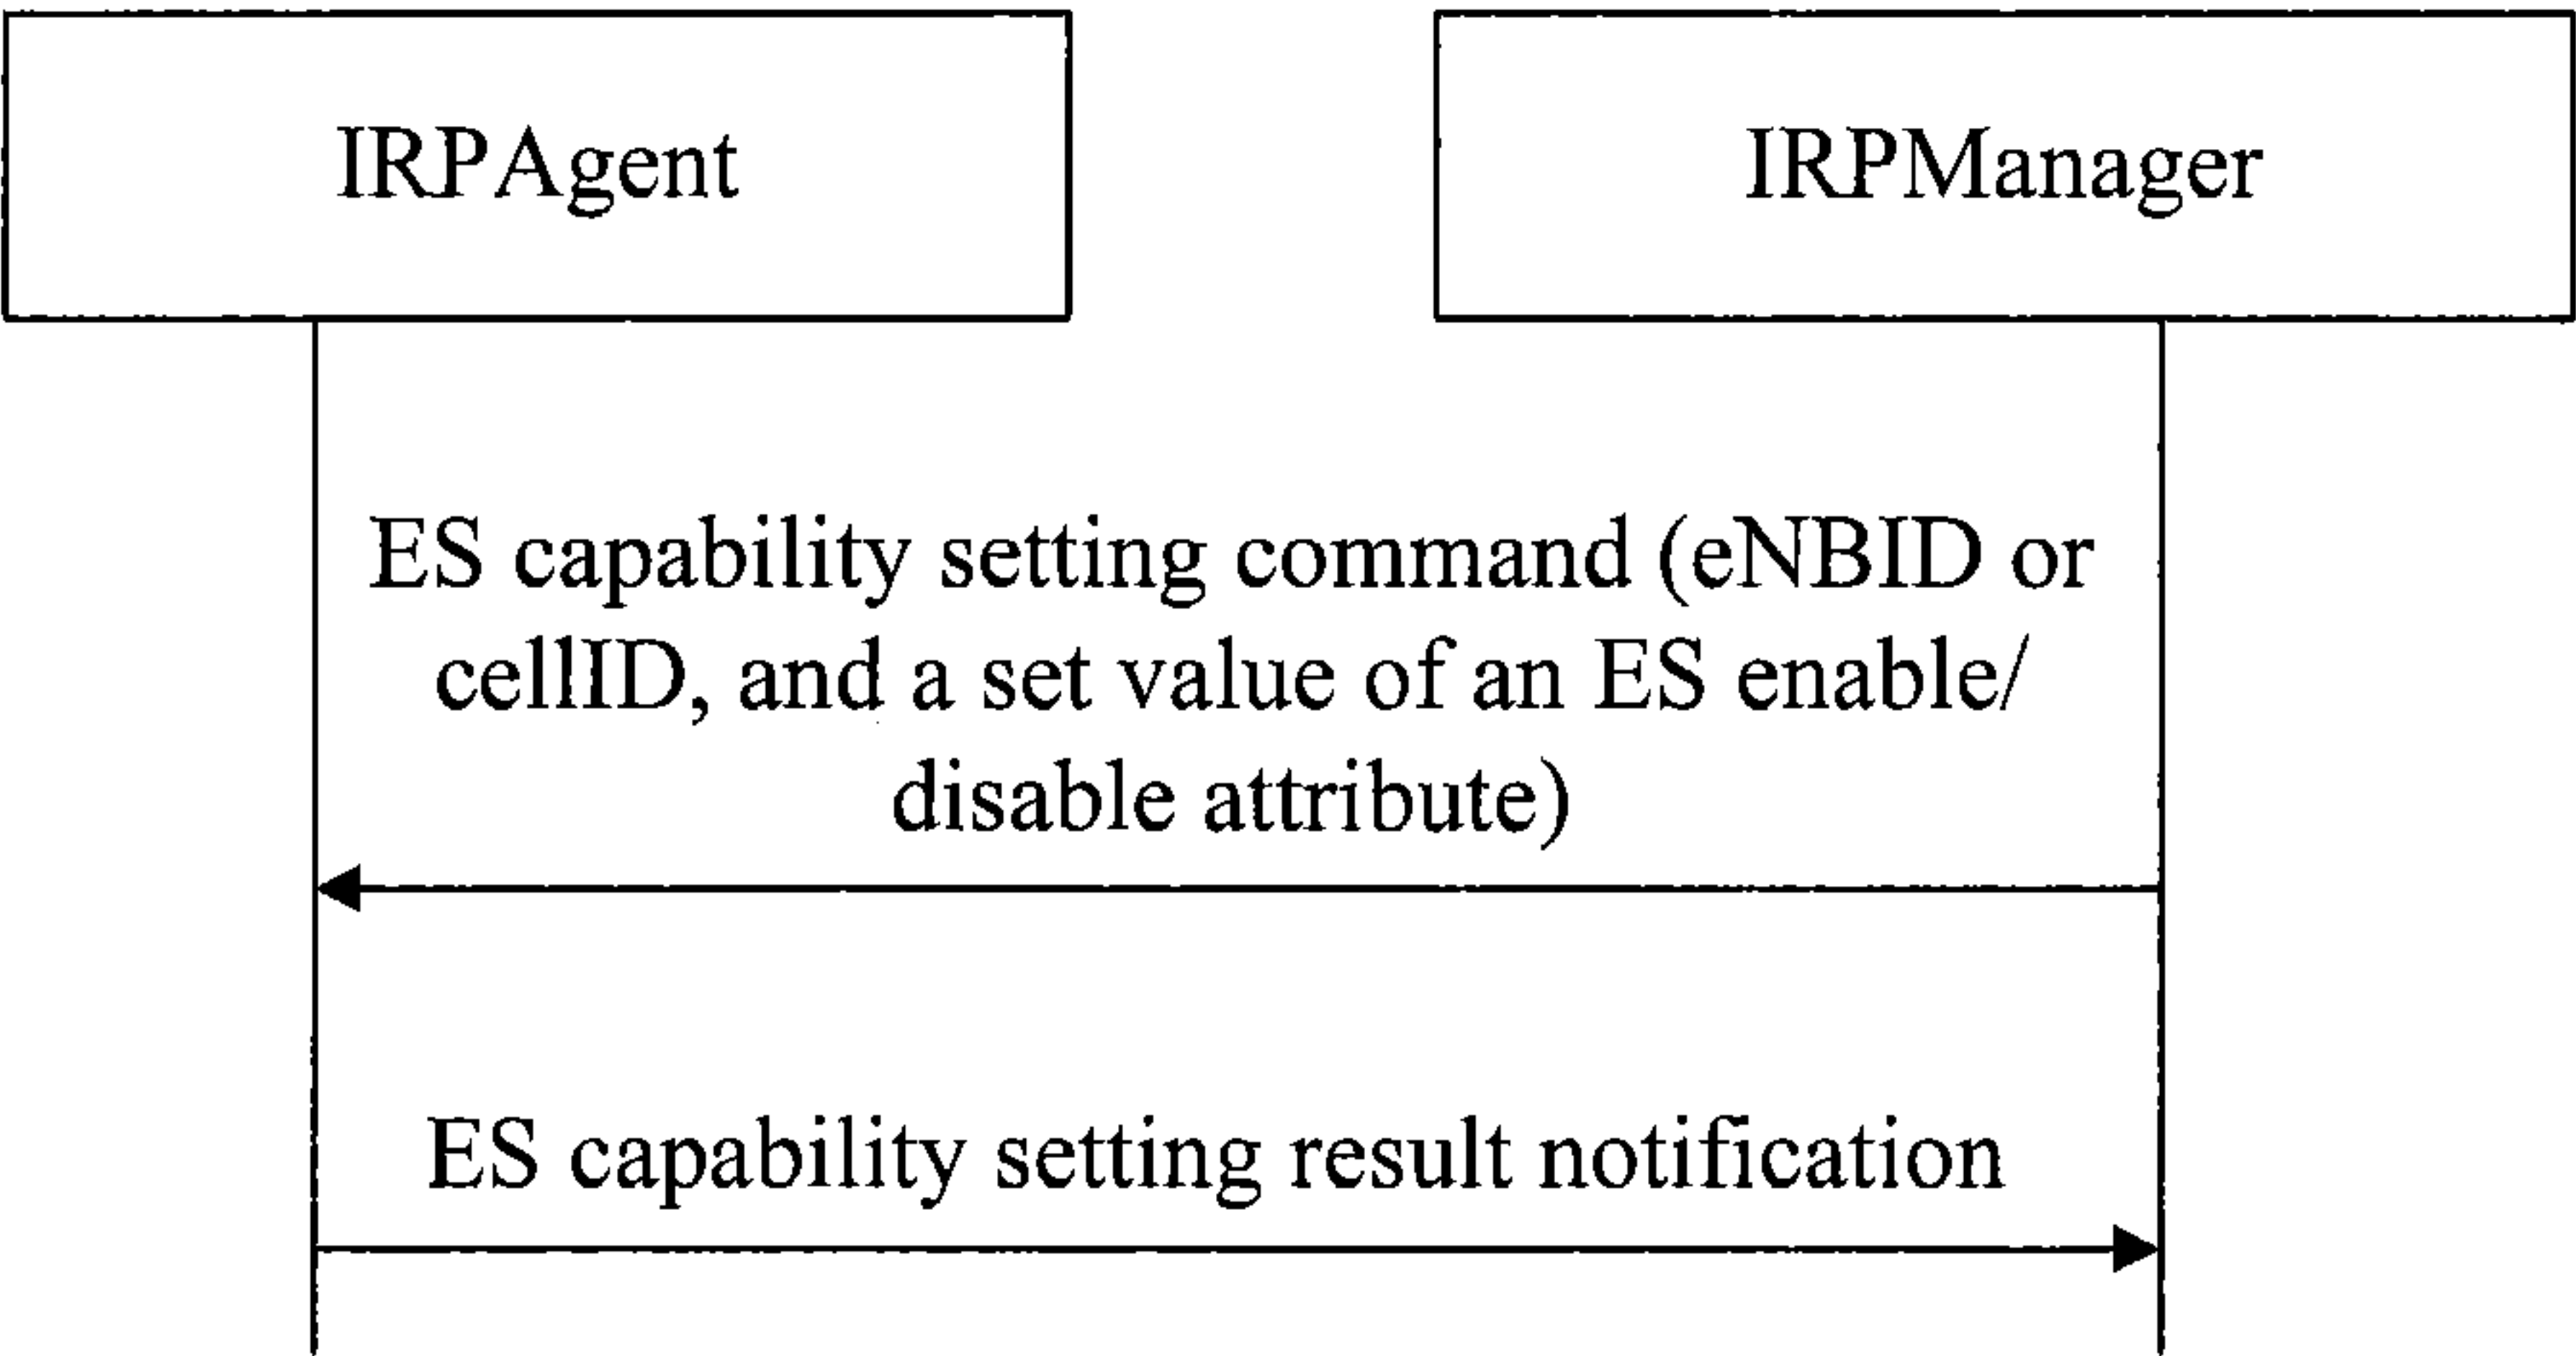 IRPAgent
IRPManager
ES capability setting command (eNBID or
cellID, and a set value of an ES enable/
disable attribute)
ES capability setting result notification